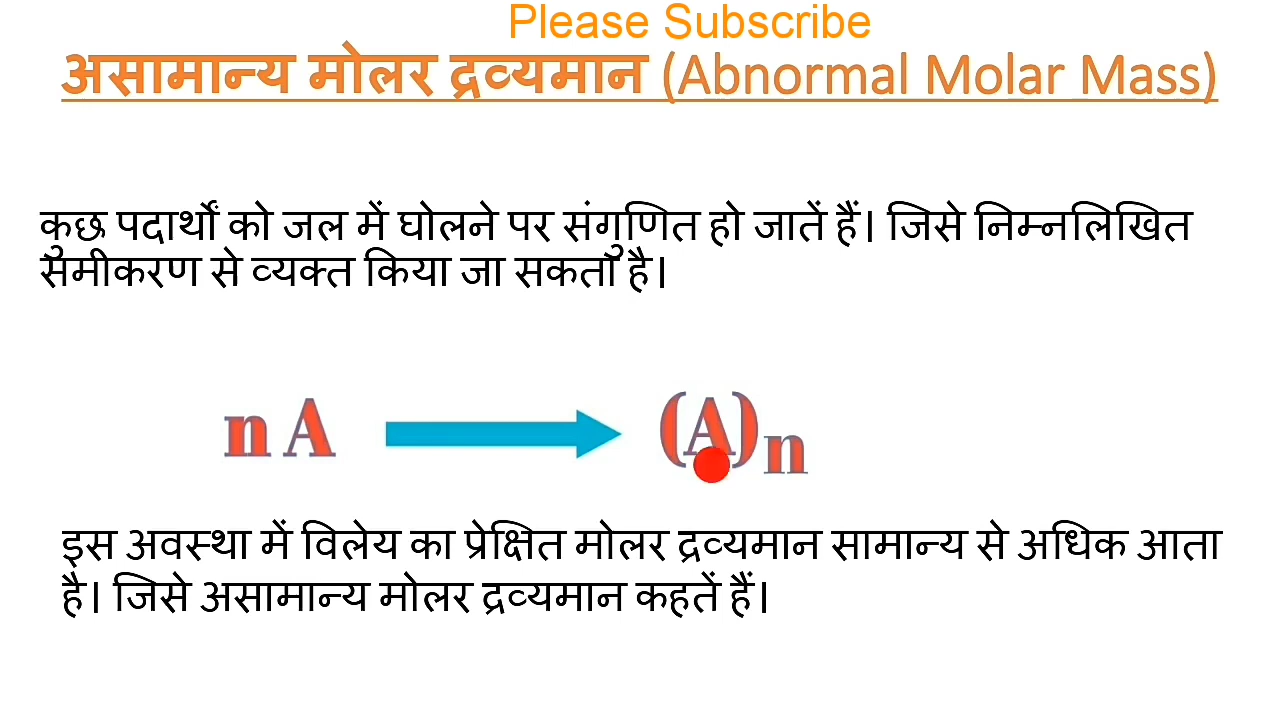 Please Subscribe
असामान्य मोलर द्रव्यमान (Abnormal Molar Mass)
कुछ पदार्थों को जल में घोलने पर संगुणित हो जातें हैं। जिसे निम्नलिखित
समीकरण से व्यक्त किया जा सकता है।
n A (A)n
इस अवस्था में विलेय का प्रेक्षित मोलर द्रव्यमान सामान्य से अधिक आता
है। जिसे असामान्य मोलर द्रव्यमान कहतें हैं।